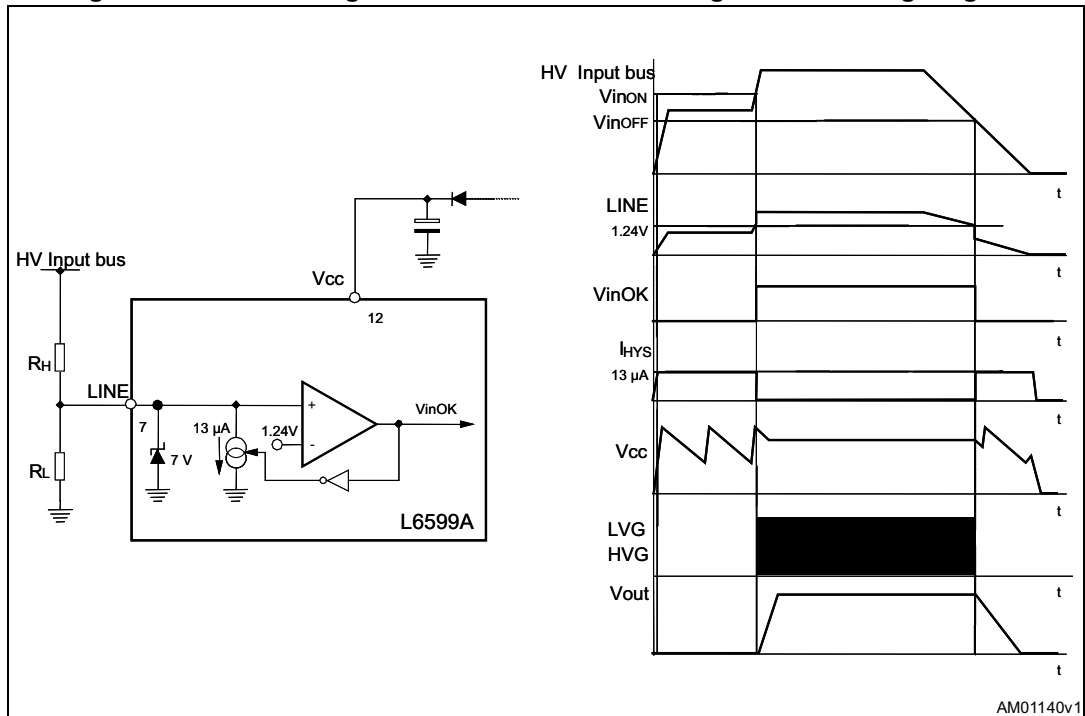 HV Input bus
VinON
VinOFF
t
LINE
1.24V
t
HV Input bus
Vcc
12
VinOK
t
IHYS
13 µA
t
RH
LINE
7
13 µA
1.24V
+
-
VinOK
7 V
RL
L6599A
Vcc
t
LVG
HVG
t
Vout
t
AM01140v1